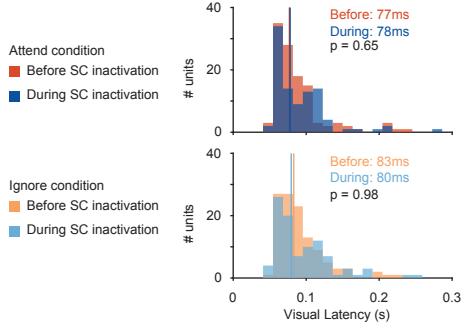 Attend condition
Before SC inactivation
During SC inactivation
# units
40
20
0
Before: 77ms
During: 78ms
p = 0.65
Ignore condition
Before SC inactivation
During SC inactivation
# units
40
20
0
Before: 83ms
During: 80ms
p = 0.98
0 0.1 0.2 0.3
Visual Latency (s)